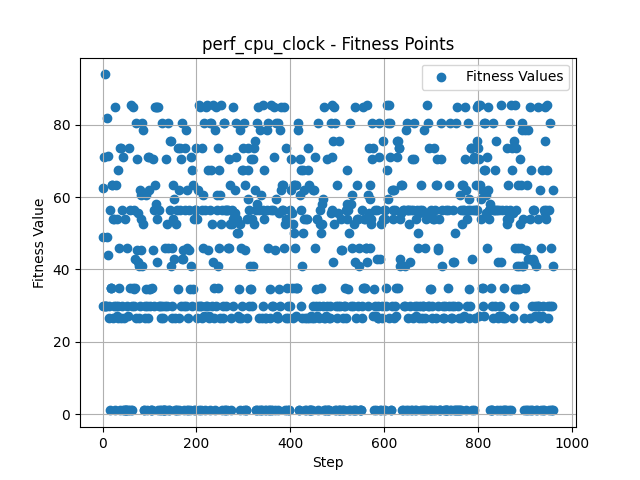 perf_cpu_clock - Fitness Points
Fitness Values
Fitness Value
80
60
40
20
0
0 200 400 600 800 1000
Step